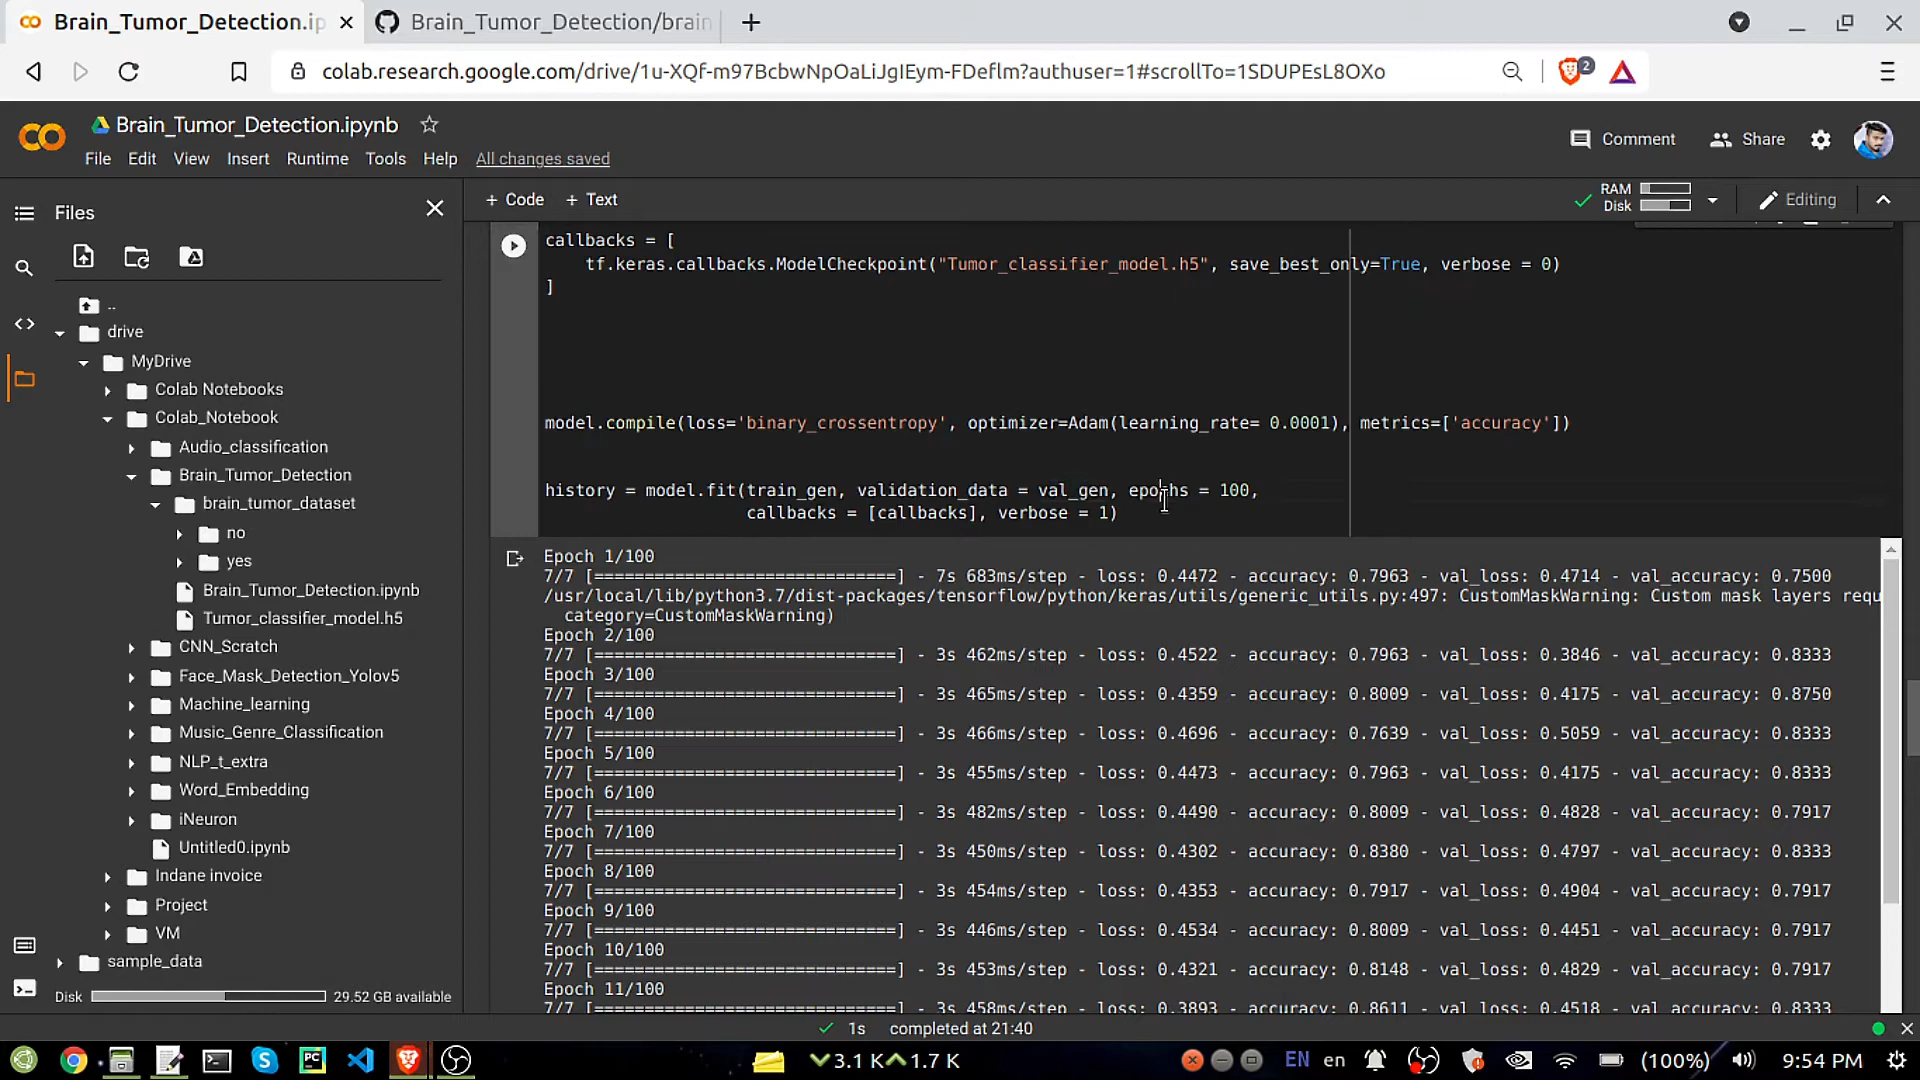 Brain_Tumor_Detection.ip
Brain_Tumor_Detection/brain
colab.research.google.com/drive/1u-XQf-m97BcbwNpOaLiJgIEym-FDeflm?authuser=1#scrollTo=1SDUPEsL8OXo
2
Brain_Tumor_Detection.ipynb
File Edit View Insert Runtime Tools Help All changes saved
Comment Share
Files
+ Code + Text
RAM
Disk
Editing
..
drive
MyDrive
Colab Notebooks
Colab_Notebook
Audio_classification
Brain_Tumor_Detection
brain_tumor_dataset
no
yes
Brain_Tumor_Detection.ipynb
Tumor_classifier_model.h5
CNN_Scratch
Face_Mask_Detection_Yolov5
Machine_learning
Music_Genre_Classification
NLP_t_extra
Word_Embedding
iNeuron
Untitled0.ipynb
Indane invoice
Project
VM
sample_data
Disk 29.52 GB available
callbacks = [
tf.keras.callbacks.ModelCheckpoint("Tumor_classifier_model.h5", save_best_only=True, verbose = 0)
]
model.compile(loss='binary_crossentropy', optimizer=Adam(learning_rate= 0.0001), metrics=['accuracy'])
history = model.fit(train_gen, validation_data = val_gen, epochs = 100,
callbacks = [callbacks], verbose = 1)
Epoch 1/100
7/7 [==============================] - 7s 683ms/step - loss: 0.4472 - accuracy: 0.7963 - val_loss: 0.4714 - val_accuracy: 0.7500
/usr/local/lib/python3.7/dist-packages/tensorflow/python/keras/utils/generic_utils.py:497: CustomMaskWarning: Custom mask layers requ
category=CustomMaskWarning)
Epoch 2/100
7/7 [==============================] - 3s 462ms/step - loss: 0.4522 - accuracy: 0.7963 - val_loss: 0.3846 - val_accuracy: 0.8333
Epoch 3/100
7/7 [==============================] - 3s 465ms/step - loss: 0.4359 - accuracy: 0.8009 - val_loss: 0.4175 - val_accuracy: 0.8750
Epoch 4/100
7/7 [==============================] - 3s 466ms/step - loss: 0.4696 - accuracy: 0.7639 - val_loss: 0.5059 - val_accuracy: 0.8333
Epoch 5/100
7/7 [==============================] - 3s 455ms/step - loss: 0.4473 - accuracy: 0.7963 - val_loss: 0.4175 - val_accuracy: 0.8333
Epoch 6/100
7/7 [==============================] - 3s 482ms/step - loss: 0.4490 - accuracy: 0.8009 - val_loss: 0.4828 - val_accuracy: 0.7917
Epoch 7/100
7/7 [==============================] - 3s 450ms/step - loss: 0.4302 - accuracy: 0.8380 - val_loss: 0.4797 - val_accuracy: 0.8333
Epoch 8/100
7/7 [==============================] - 3s 454ms/step - loss: 0.4353 - accuracy: 0.7917 - val_loss: 0.4904 - val_accuracy: 0.7917
Epoch 9/100
7/7 [==============================] - 3s 446ms/step - loss: 0.4534 - accuracy: 0.8009 - val_loss: 0.4451 - val_accuracy: 0.7917
Epoch 10/100
7/7 [==============================] - 3s 453ms/step - loss: 0.4321 - accuracy: 0.8148 - val_loss: 0.4829 - val_accuracy: 0.7917
Epoch 11/100
7/7 [==============================] - 3s 458ms/step - loss: 0.3893 - accuracy: 0.8611 - val_loss: 0.4518 - val_accuracy: 0.8333
1s completed at 21:40
3.1 K 1.7 K EN en (100%) 9:54 PM